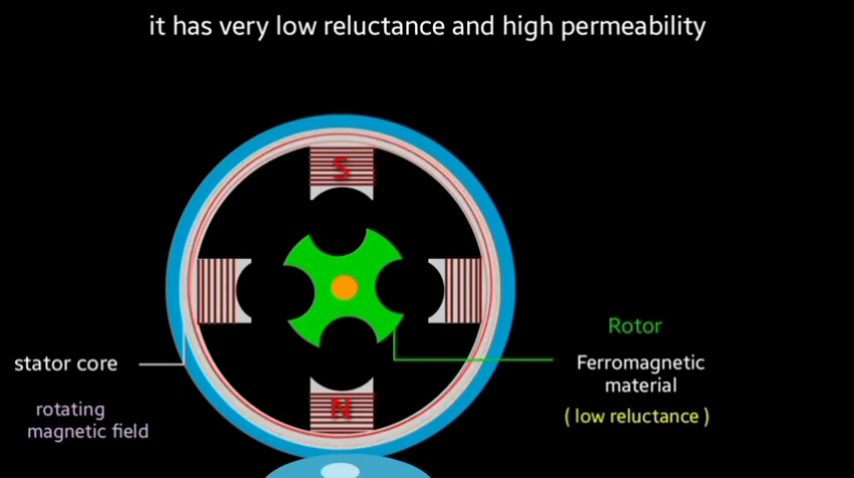 it has very low reluctance and high permeability
S
N
Rotor
stator core
Ferromagnetic
material
( low reluctance )
rotating
magnetic field